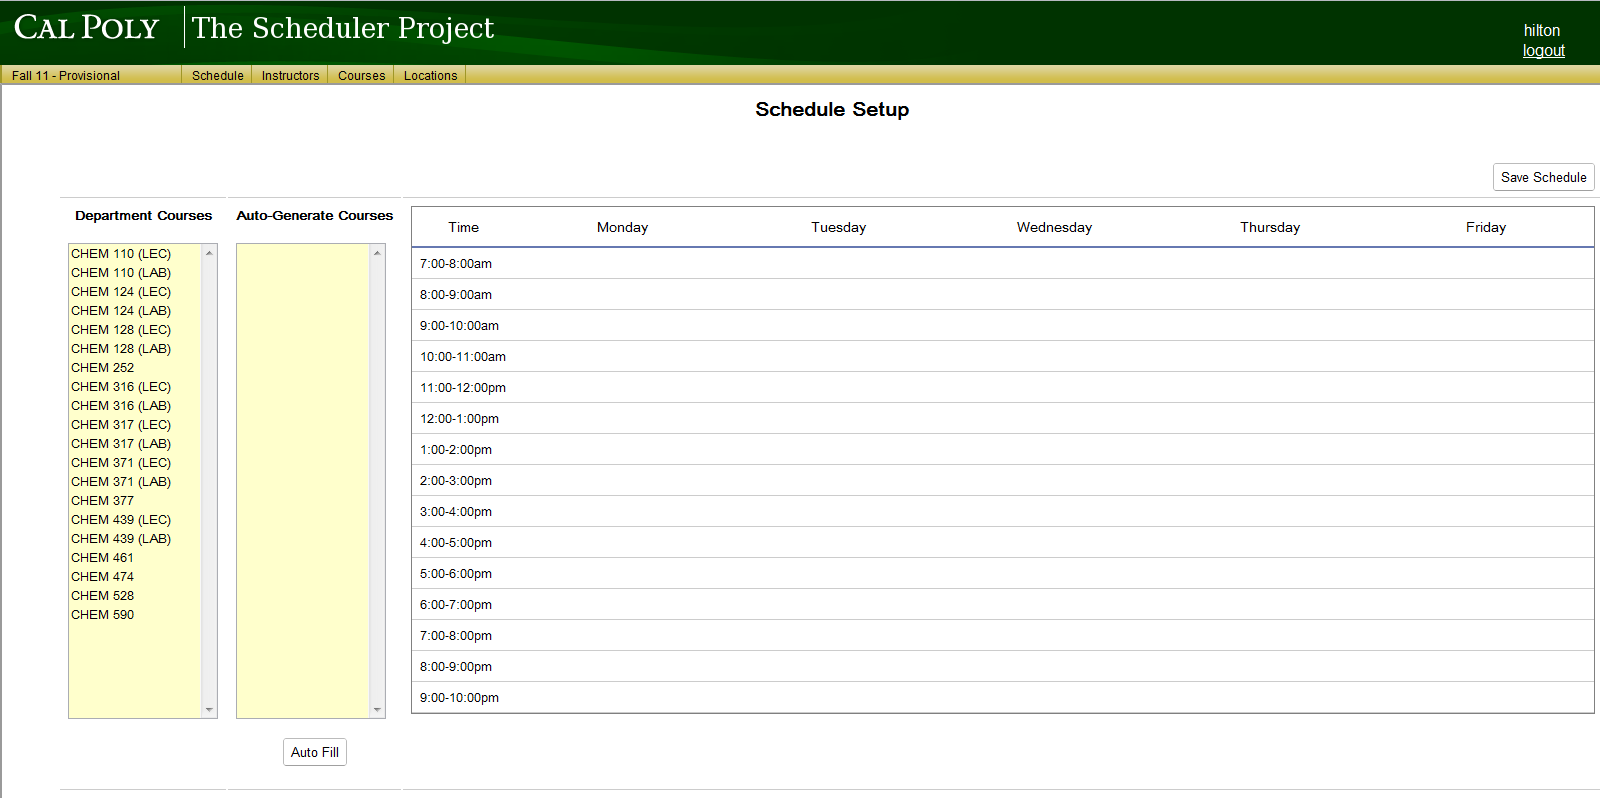 CAL POLY The Scheduler Project
hilton
logout
Fall 11 - Provisional Schedule Instructors Courses Locations
Schedule Setup
Save Schedule
Department Courses
CHEM 110 (LEC)
CHEM 110 (LAB)
CHEM 124 (LEC)
CHEM 124 (LAB)
CHEM 128 (LEC)
CHEM 128 (LAB)
CHEM 252
CHEM 316 (LEC)
CHEM 316 (LAB)
CHEM 317 (LEC)
CHEM 317 (LAB)
CHEM 371 (LEC)
CHEM 371 (LAB)
CHEM 377
CHEM 439 (LEC)
CHEM 439 (LAB)
CHEM 461
CHEM 474
CHEM 528
CHEM 590
Auto-Generate Courses
Auto Fill
Time Monday Tuesday Wednesday Thursday Friday
7:00-8:00am
8:00-9:00am
9:00-10:00am
10:00-11:00am
11:00-12:00pm
12:00-1:00pm
1:00-2:00pm
2:00-3:00pm
3:00-4:00pm
4:00-5:00pm
5:00-6:00pm
6:00-7:00pm
7:00-8:00pm
8:00-9:00pm
9:00-10:00pm